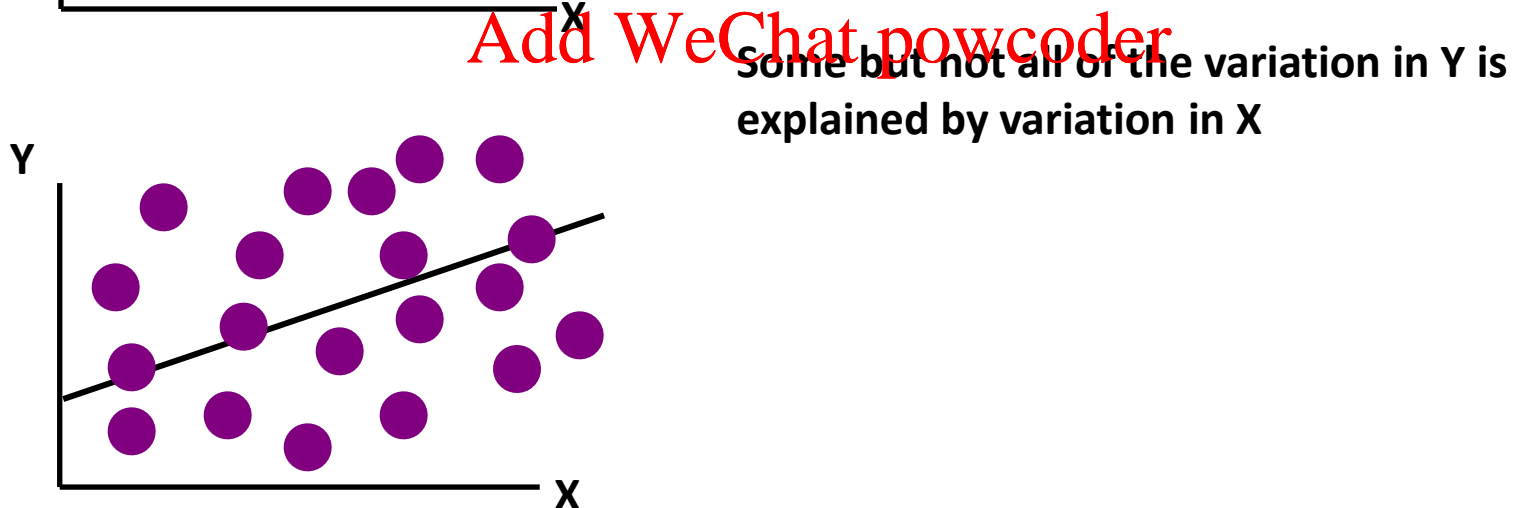 X
Add WeChat powcoder
Some but not all of the variation in Y is
explained by variation in X
Y
X